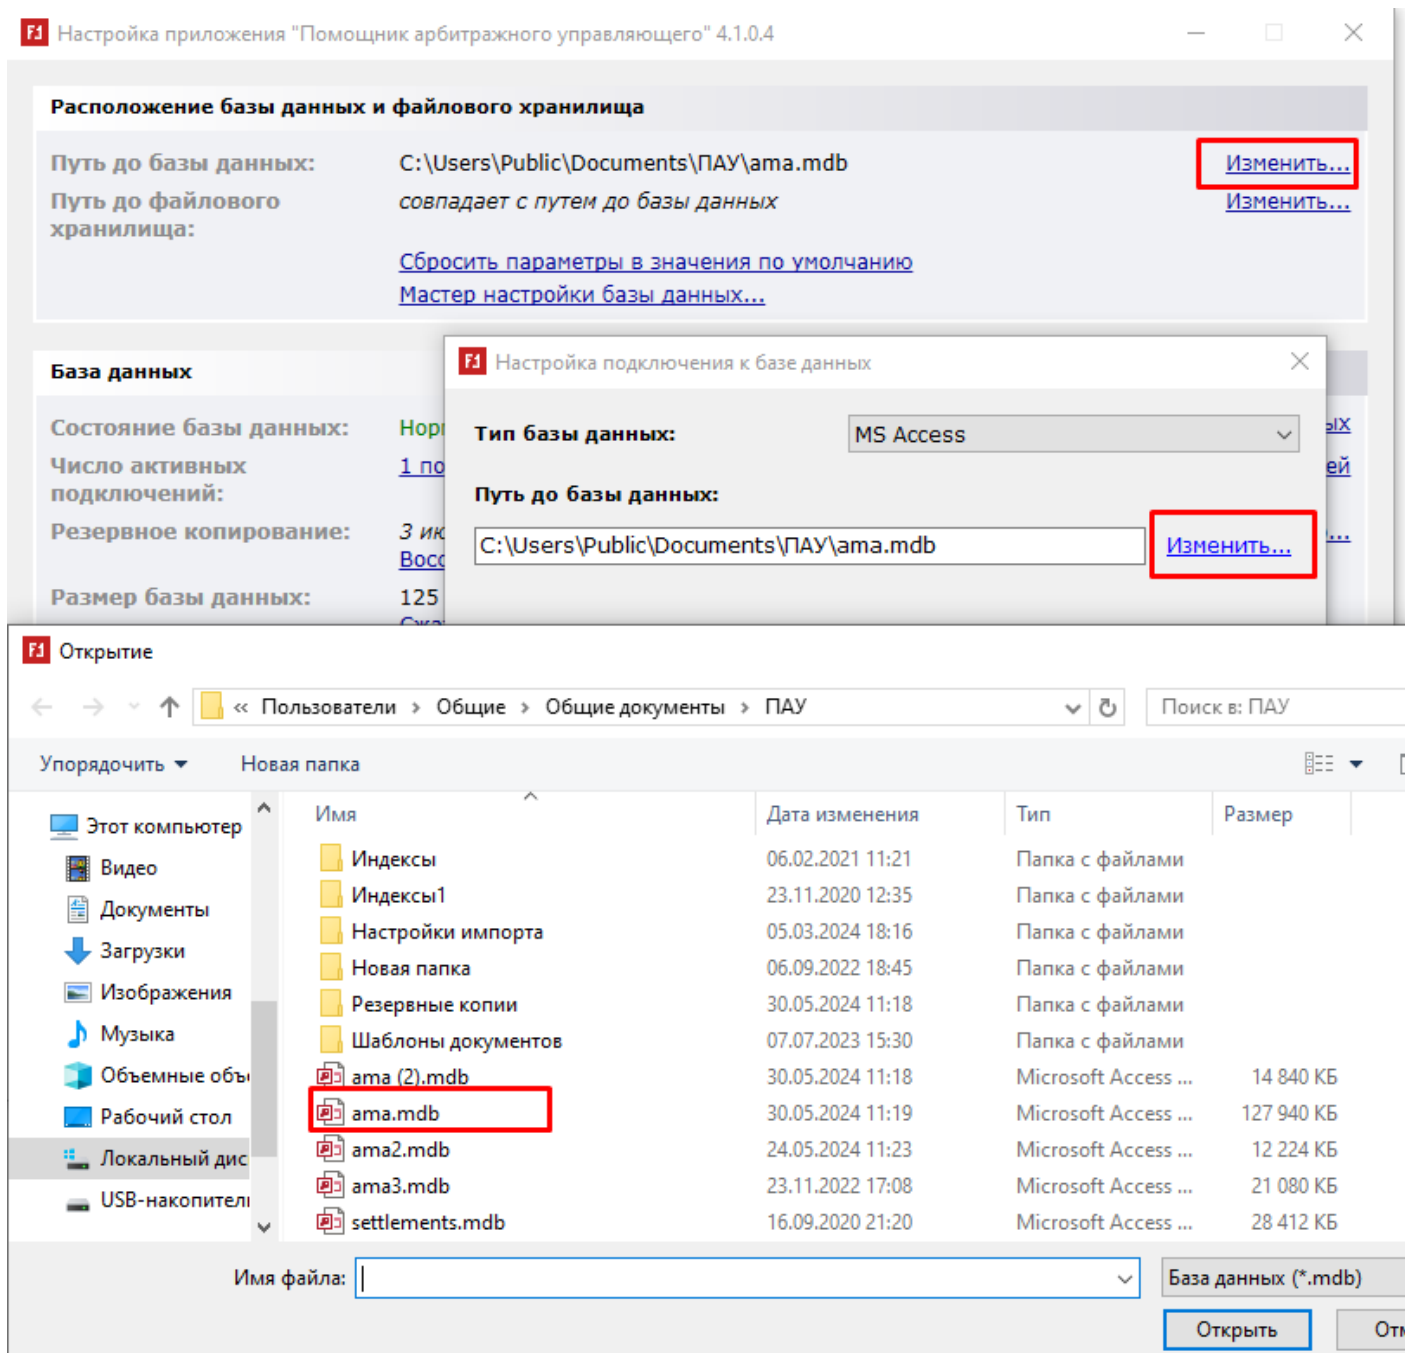 Настройка приложения "Помощник арбитражного управляющего" 4.1.0.4
Расположение базы данных и файлового хранилища
Путь до базы данных: C:\Users\Public\Documents\ПАУ\ama.mdb Изменить...
Путь до файлового хранилища: совпадает с путем до базы данных Изменить...
Сбросить параметры в значения по умолчанию
Мастер настройки базы данных...
База данных
Состояние базы данных:
Число активных подключений: 1
Резервное копирование: 3
Размер базы данных: 125
Настройка подключения к базе данных
Тип базы данных: MS Access
Путь до базы данных:
C:\Users\Public\Documents\ПАУ\ama.mdb Изменить...
Открытие
« Пользователи › Общие › Общие документы › ПАУ Поиск в: ПАУ
Упорядочить Новая папка
Этот компьютер
Видео
Документы
Загрузки
Изображения
Музыка
Объемные
Рабочий стол
Локальный
Имя Дата изменения Тип Размер
Индексы 06.02.2021 11:21 Папка с файлами
Индексы1 23.11.2020 12:35 Папка с файлами
Настройки импорта 05.03.2024 18:16 Папка с файлами
Новая папка 06.09.2022 18:45 Папка с файлами
Резервные копии 30.05.2024 11:18 Папка с файлами
Шаблоны документов 07.07.2023 15:30 Папка с файлами
ama (2).mdb 30.05.2024 11:18 Microsoft Access ... 14 840 КБ
ama.mdb 30.05.2024 11:19 Microsoft Access ... 127 940 КБ
ama2.mdb 24.05.2024 11:23 Microsoft Access ... 12 224 КБ
ama3.mdb 23.11.2022 17:08 Microsoft Access ... 21 080 КБ
settlements.mdb 16.09.2020 21:20 Microsoft Access ... 28 412 КБ
Имя файла: База данных (*.mdb)
Открыть